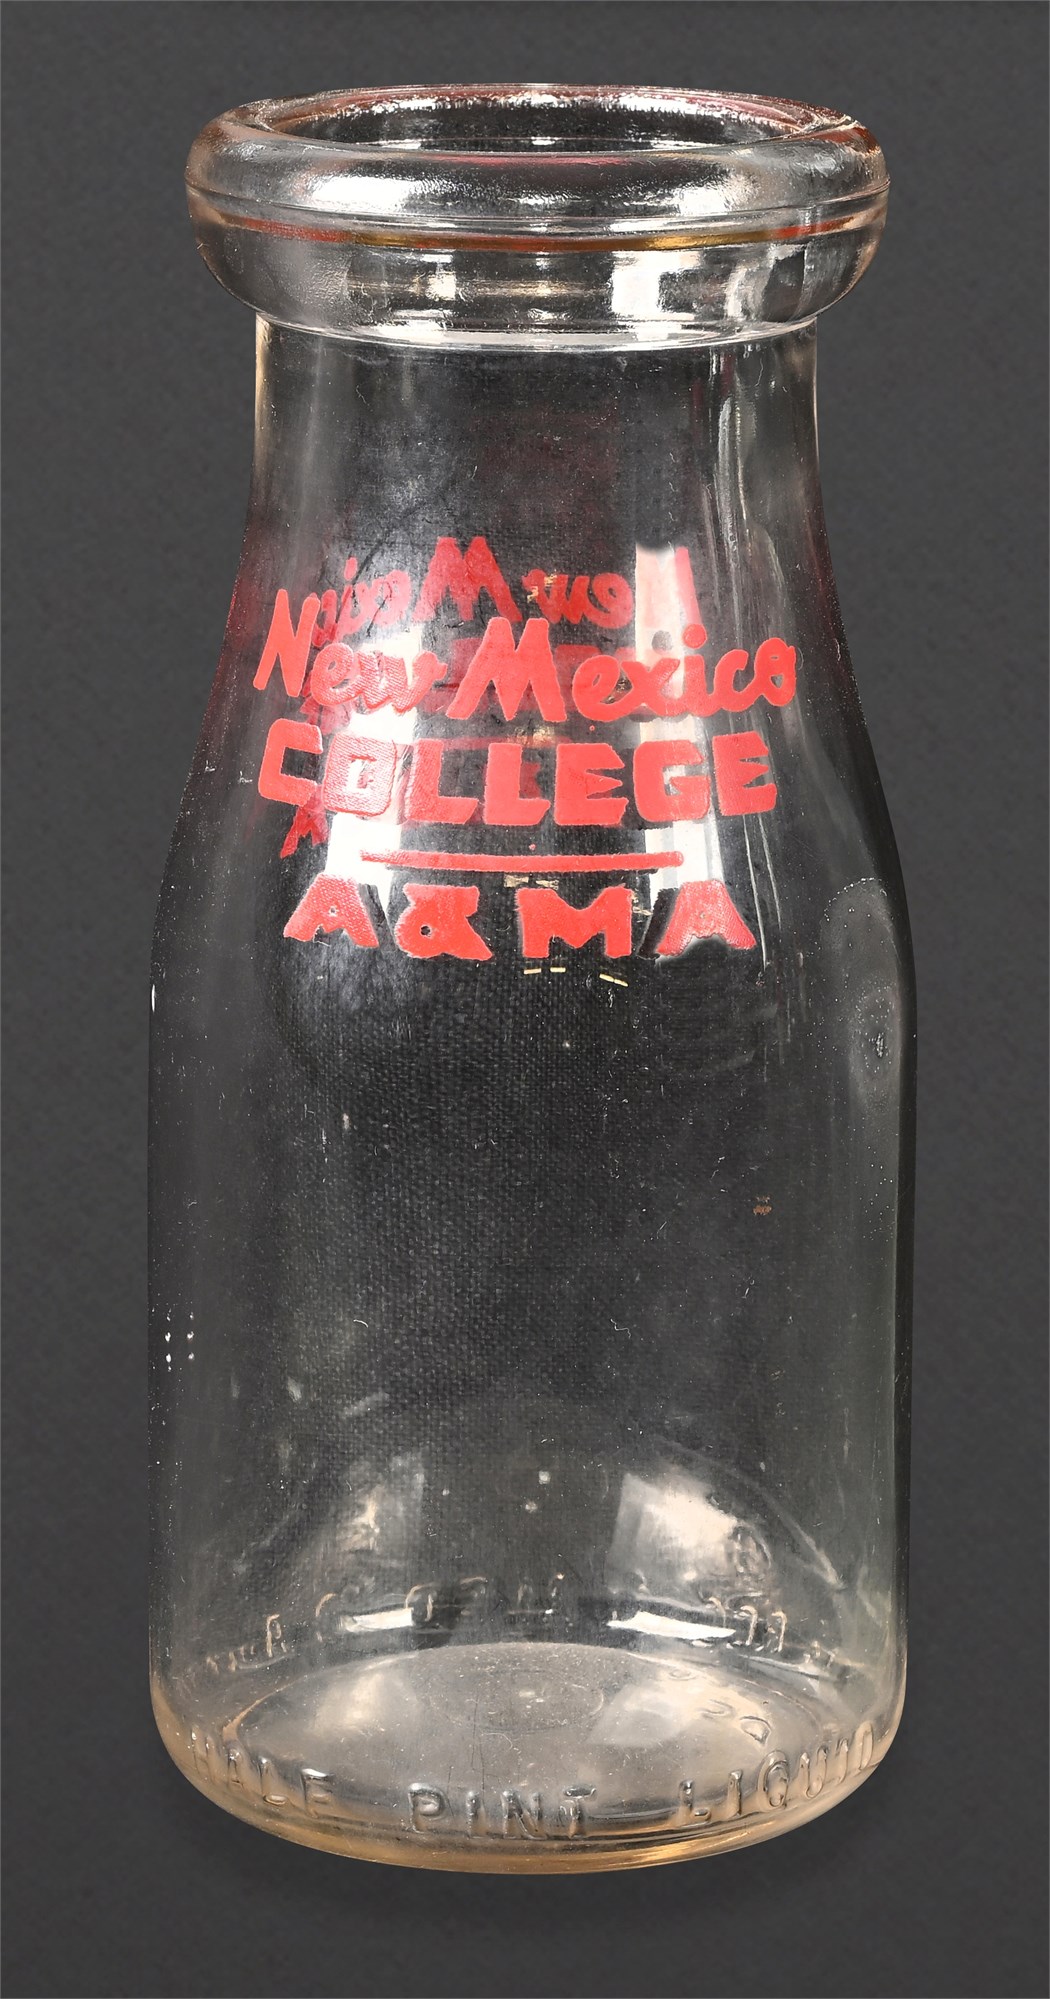 New Mexico
COLLEGE
A & M A
HALF PINT LIQUID